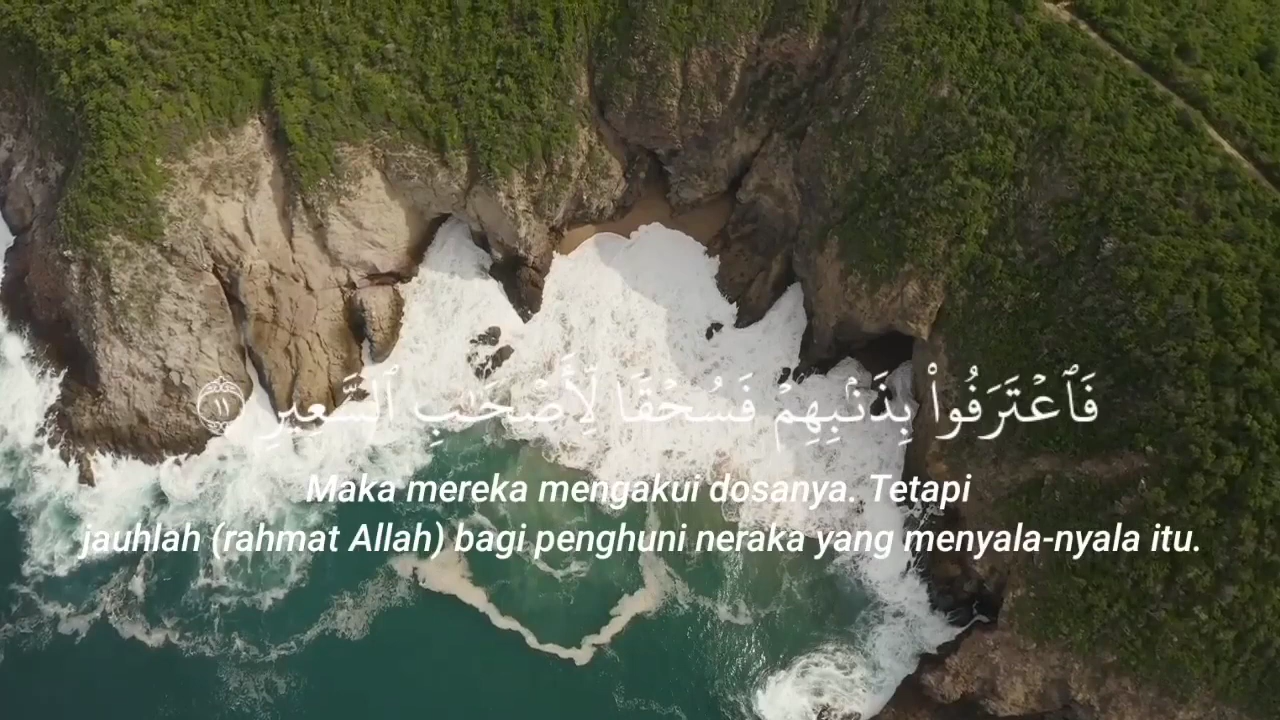 فَٱعْتَرَفُوا۟ بِذَنۢبِهِمْ فَسُحْقًا لِّأَصْحَـٰبِ ٱلسَّعِيرِ ١١
Maka mereka mengakui dosanya. Tetapi
jauhlah (rahmat Allah) bagi penghuni neraka yang menyala-nyala itu.